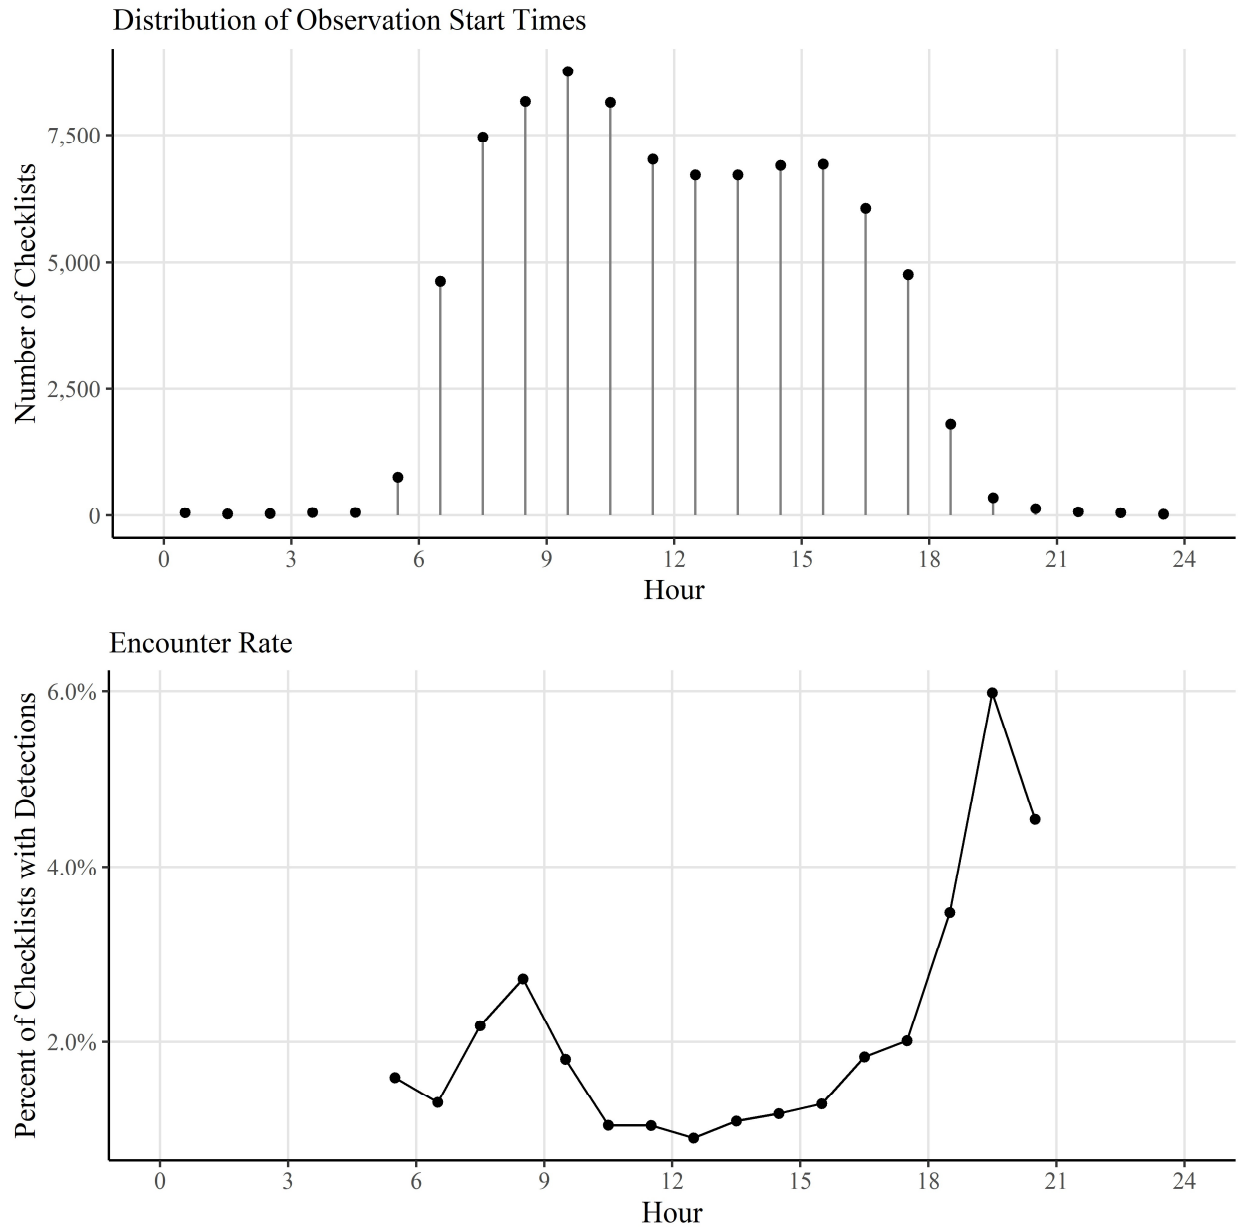 Distribution of Observation Start Times
Number of Checklists
7,500
5,000
2,500
0
0 3 6 9 12 15 18 21 24
Hour
Encounter Rate
Percent of Checklists with Detections
6.0%
4.0%
2.0%
0 3 6 9 12 15 18 21 24
Hour